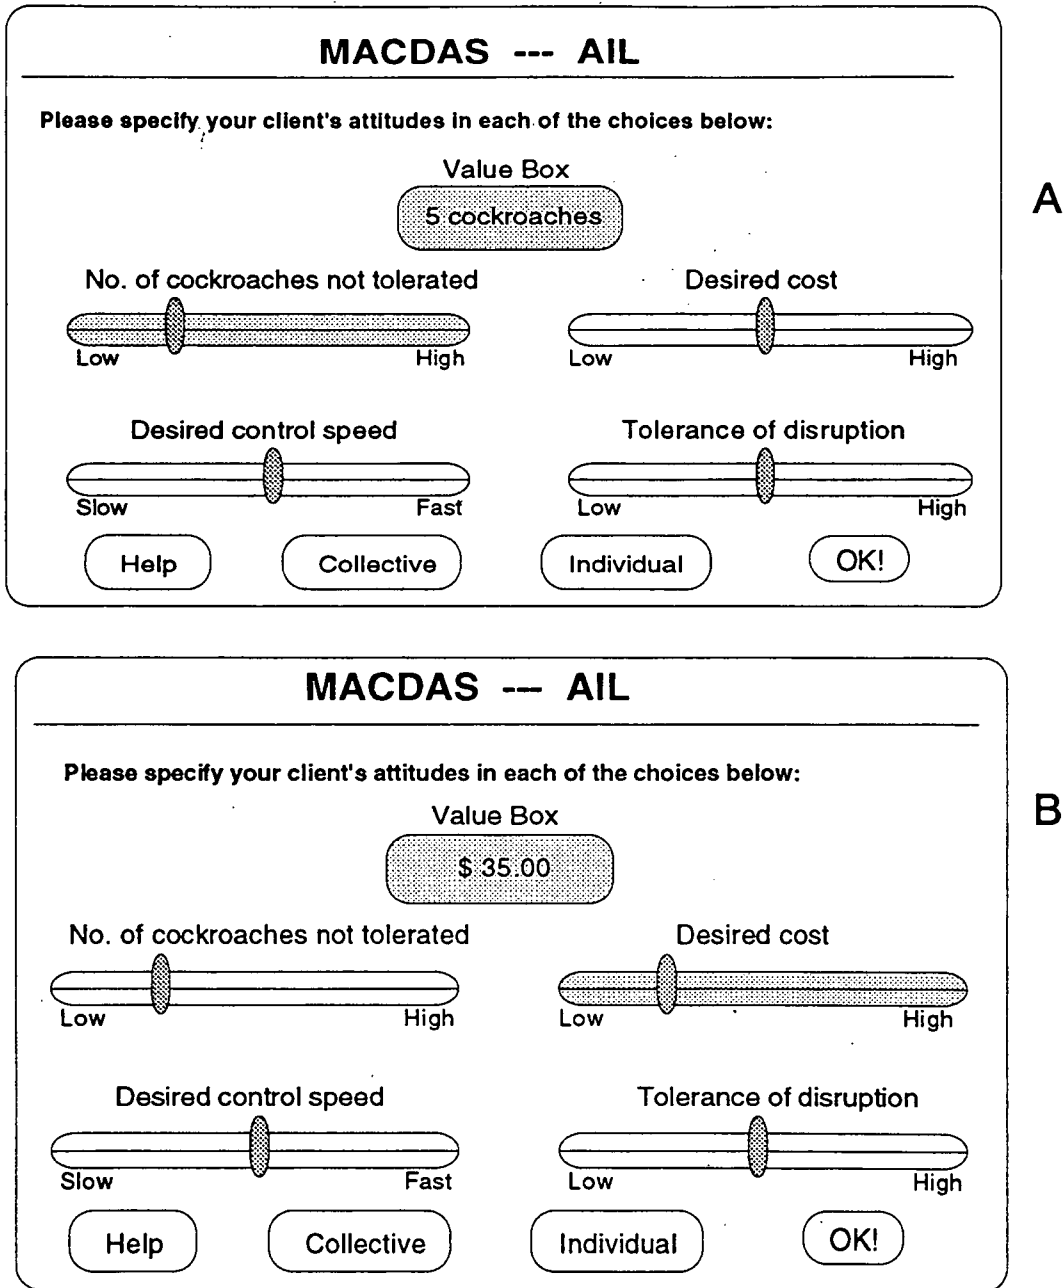 MACDAS --- AIL
Please specify your client's attitudes in each of the choices below:
Value Box
5 cockroaches
A
No. of cockroaches not tolerated Desired cost
Low High Low High
Desired control speed Tolerance of disruption
Slow Fast Low High
Help Collective Individual OK!
MACDAS --- AIL
Please specify your client's attitudes in each of the choices below:
Value Box
B
$ 35.00
No. of cockroaches not tolerated Desired cost
Low High Low High
Desired control speed Tolerance of disruption
Slow Fast Low High
Help Collective Individual OK!